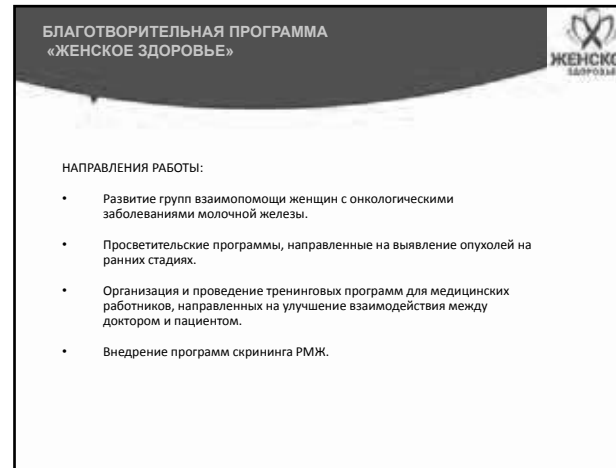 БЛАГОТВОРИТЕЛЬНАЯ ПРОГРАММА
«ЖЕНСКОЕ ЗДОРОВЬЕ»
ЖЕНСКО
ЗДОРОВЬЕ
НАПРАВЛЕНИЯ РАБОТЫ:
• Развитие групп взаимопомощи женщин с онкологическими
заболеваниями молочной железы.
• Просветительские программы, направленные на выявление опухолей на
ранних стадиях.
• Организация и проведение тренинговых программ для медицинских
работников, направленных на улучшение взаимодействия между
доктором и пациентом.
• Внедрение программ скрининга РМЖ.